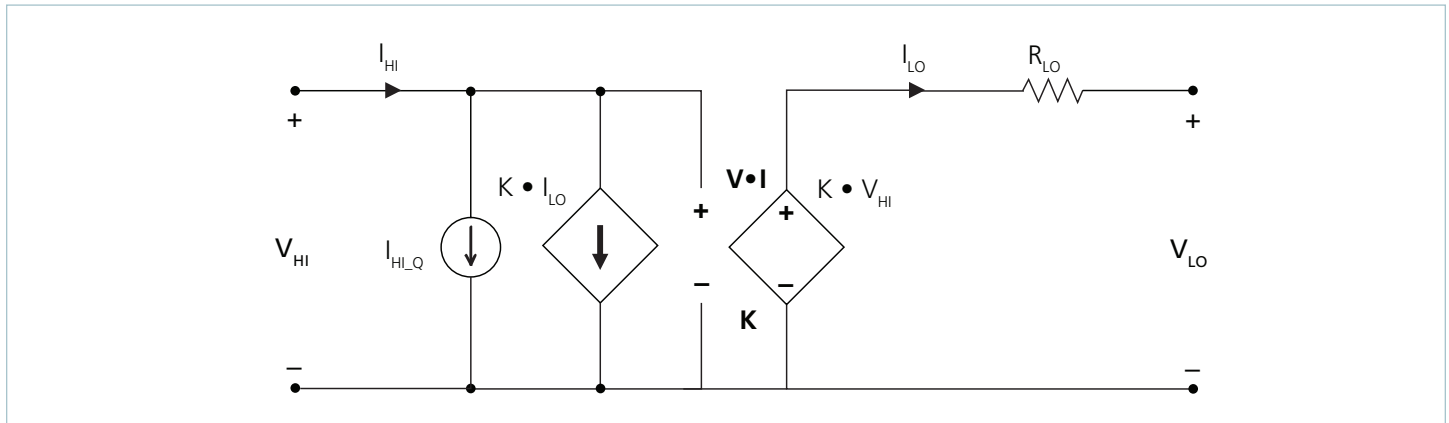 I_HI
I_LO
R_LO
+
+
K • I_LO
V•I
K • V_HI
+
+
V_HI
I_HI_Q
V_LO
–
–
K
–
–